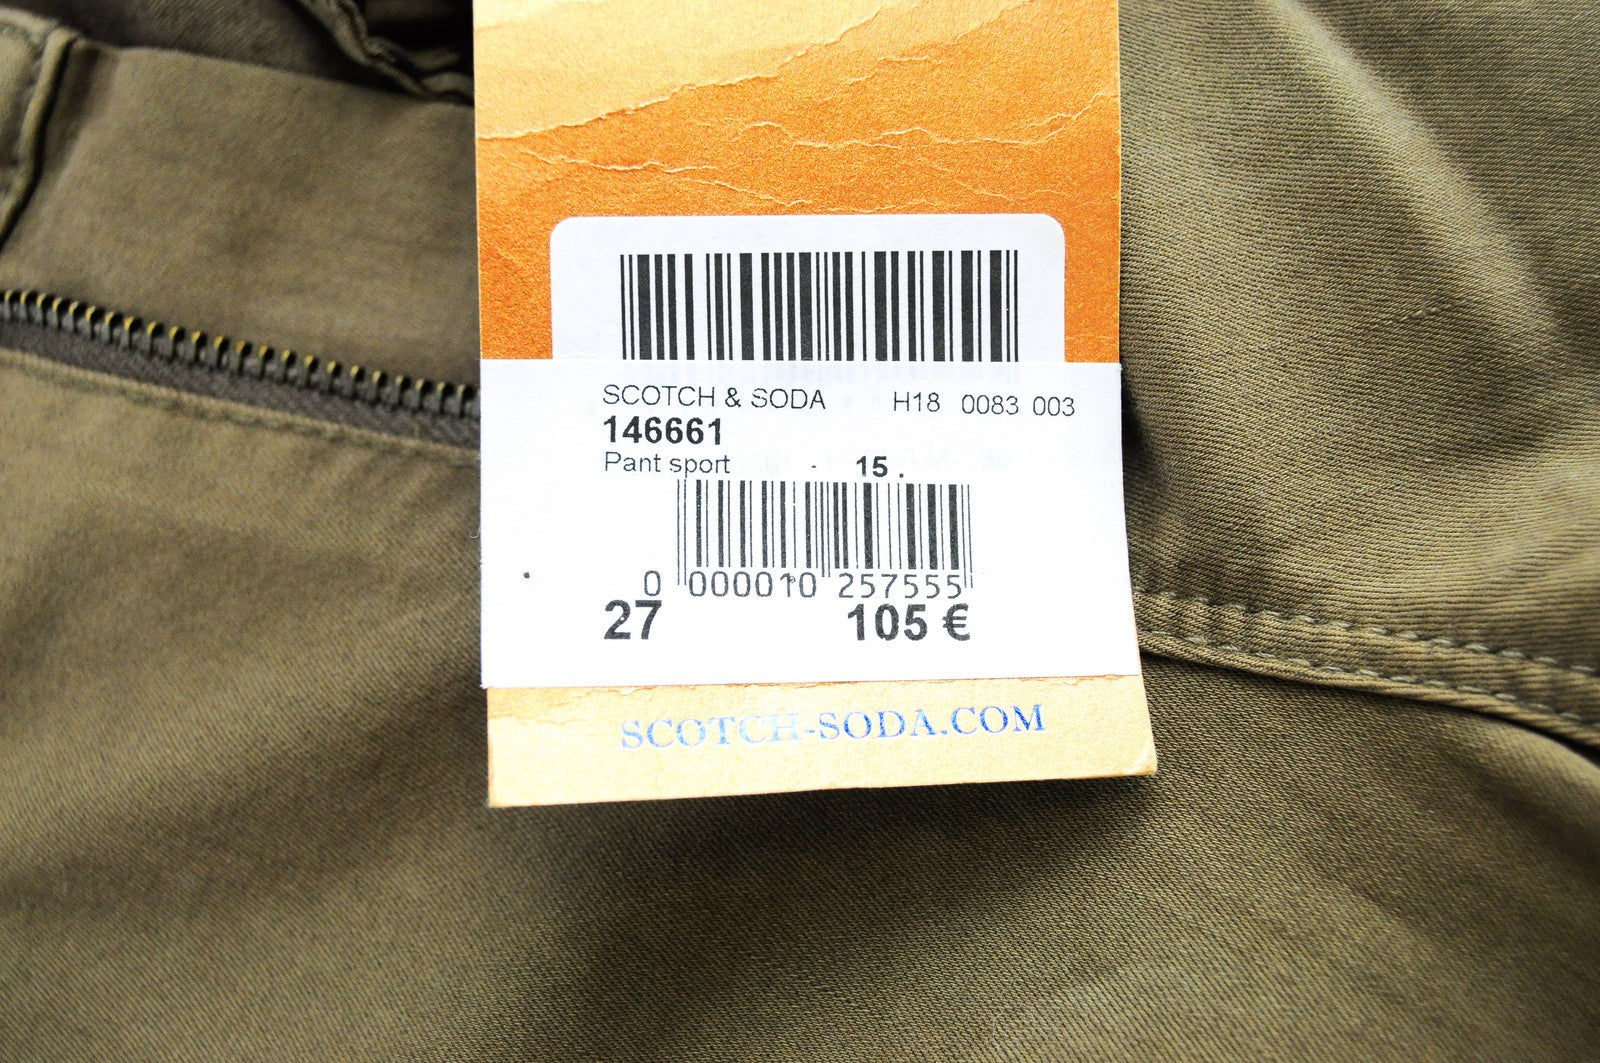 SCOTCH & SODA H18 0083 003
146661
Pant sport - 15 .
0 000010 257555
27 105 €
SCOTCH-SODA.COM